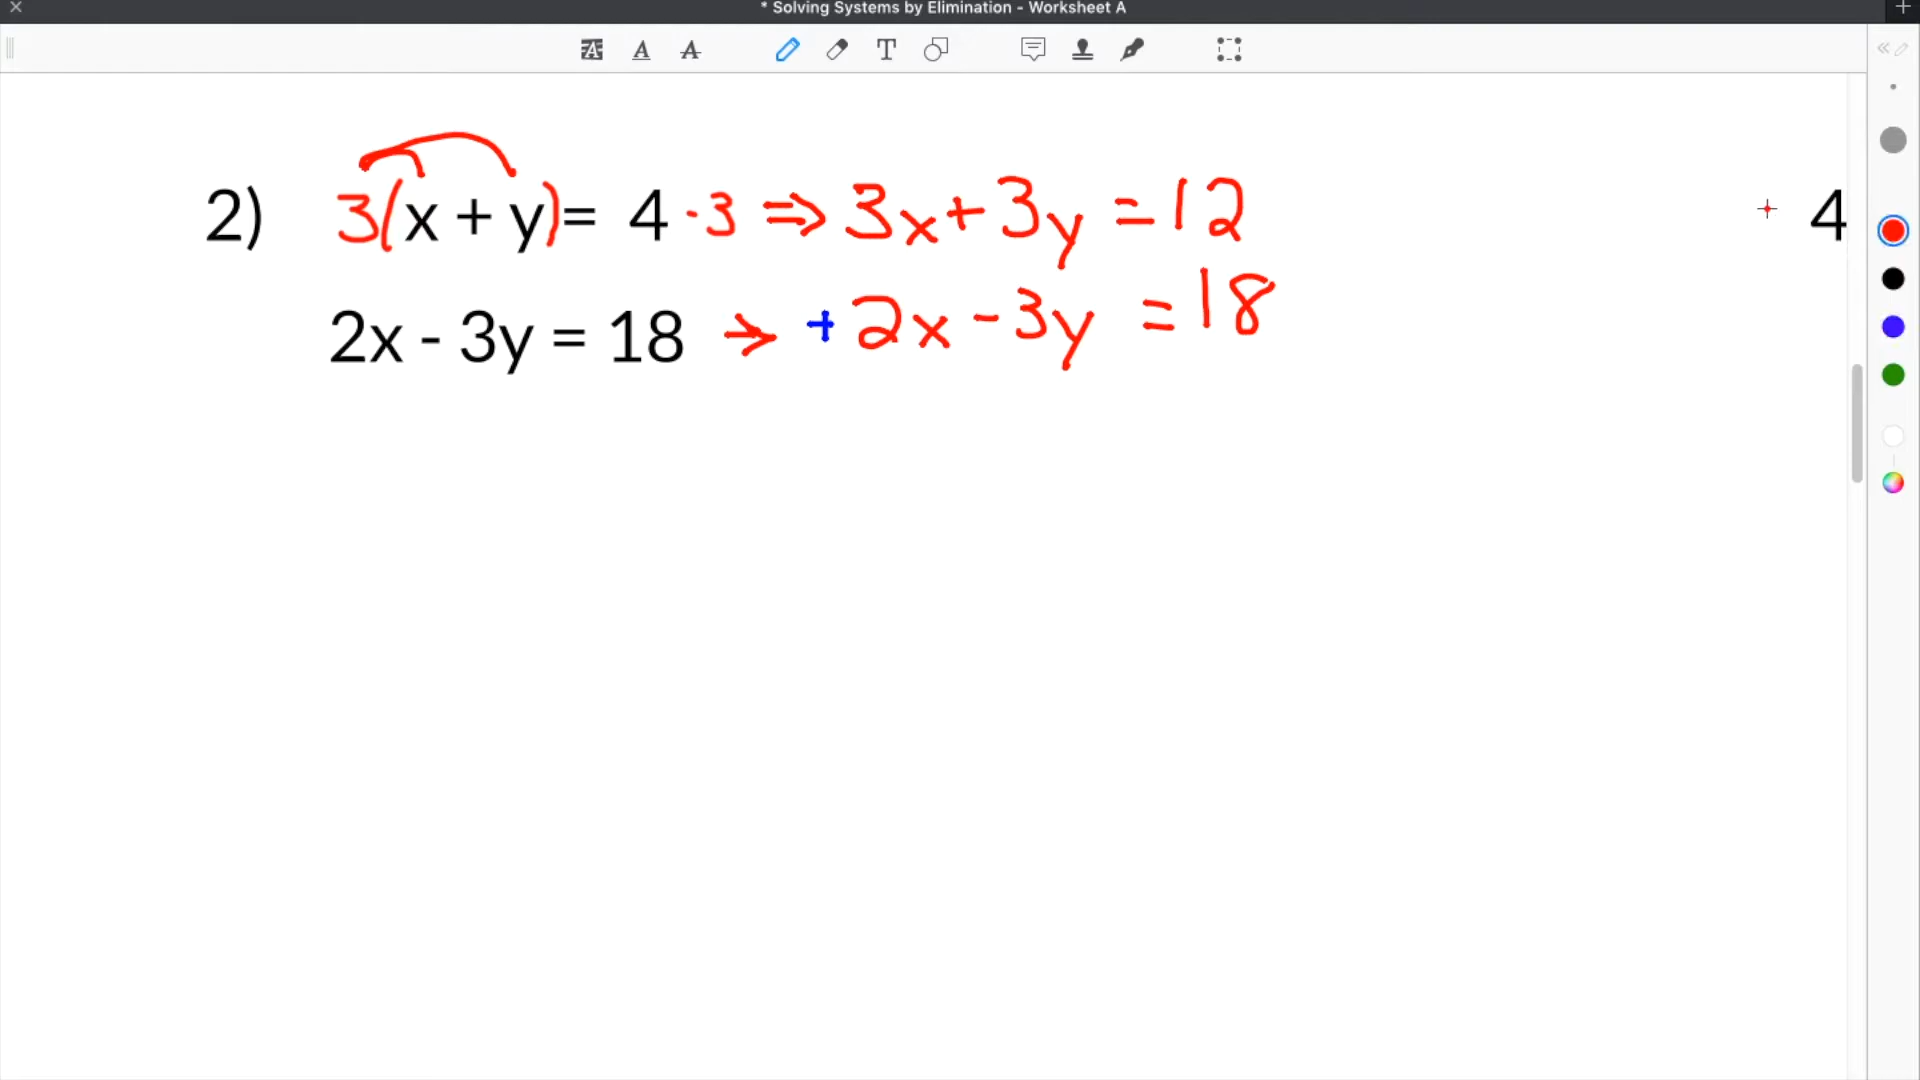 * Solving Systems by Elimination - Worksheet A
2) 3(x + y) = 4 · 3 ⇒ 3x + 3y = 12
4
2x - 3y = 18 → + 2x - 3y = 18